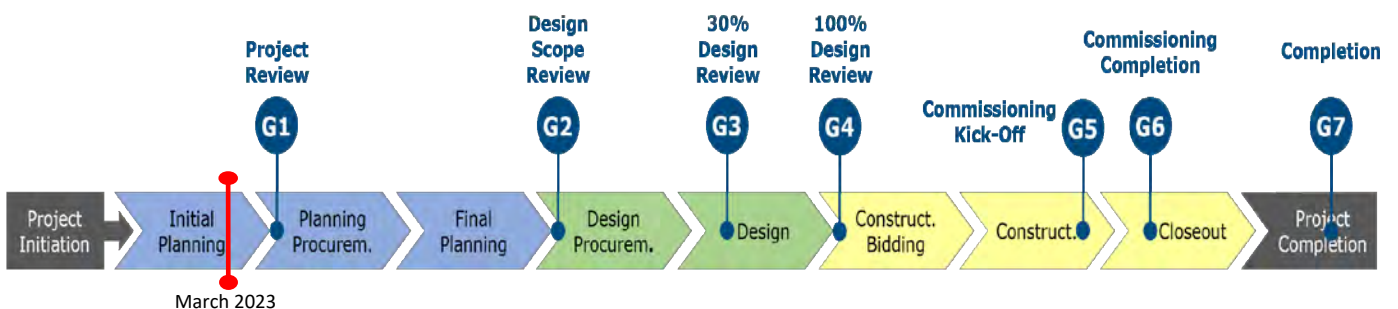 Project
Review
Design
Scope
Review
30%
Design
Review
100%
Design
Review
Commissioning
Kick-Off
Commissioning
Completion
Completion
G1
G2
G3
G4
G5
G6
G7
Project
Initiation
Initial
Planning
Planning
Procurem.
Final
Planning
Design
Procurem.
Design
Construct.
Bidding
Construct.
Closeout
Project
Completion
March 2023